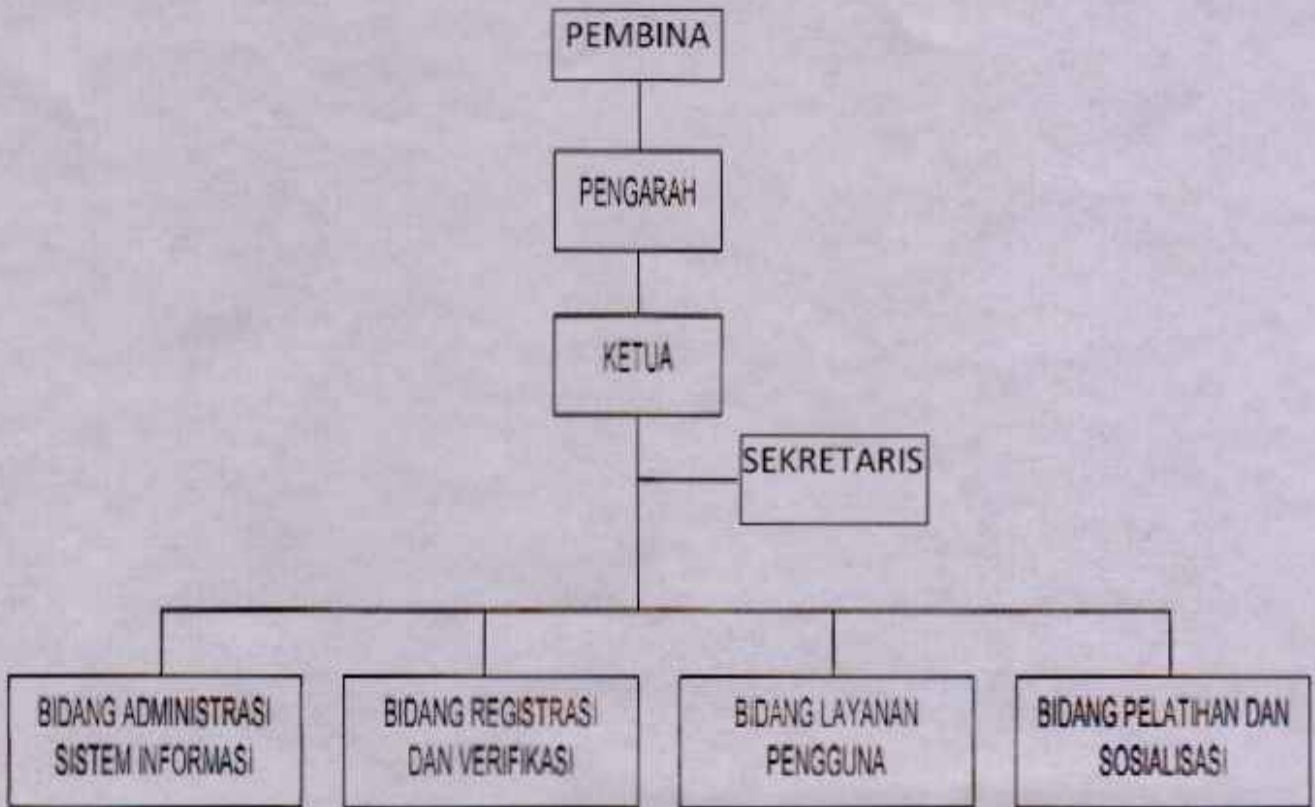 PEMBINA
PENGARAH
KETUA
SEKRETARIS
BIDANG ADMINISTRASI
SISTEM INFORMASI
BIDANG REGISTRASI
DAN VERIFIKASI
BIDANG LAYANAN
PENGGUNA
BIDANG PELATIHAN DAN
SOSIALISASI